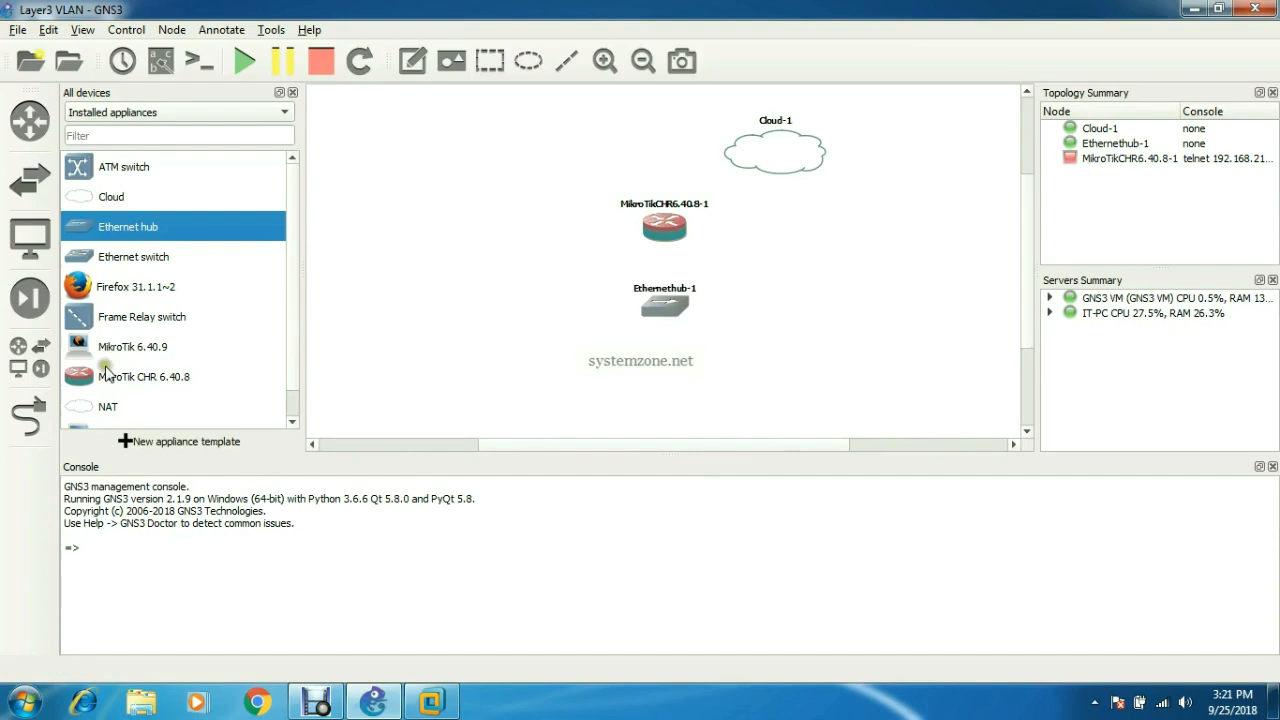 Layer3 VLAN - GNS3
File Edit View Control Node Annotate Tools Help
All devices
Installed appliances
Filter
ATM switch
Cloud
Ethernet hub
Ethernet switch
Firefox 31.1.1~2
Frame Relay switch
MikroTik 6.40.9
MikroTik CHR 6.40.8
NAT
New appliance template
Cloud-1
MikroTikCHR6.40.8-1
Ethernethub-1
systemzone.net
Topology Summary
Node Console
Cloud-1 none
Ethernethub-1 none
MikroTikCHR6.40.8-1 telnet 192.168.21...
Servers Summary
GNS3 VM (GNS3 VM) CPU 0.5%, RAM 13...
IT-PC CPU 27.5%, RAM 26.3%
Console
GNS3 management console.
Running GNS3 version 2.1.9 on Windows (64-bit) with Python 3.6.6 Qt 5.8.0 and PyQt 5.8.
Copyright (c) 2006-2018 GNS3 Technologies.
Use Help -> GNS3 Doctor to detect common issues.
=>
3:21 PM
9/25/2018